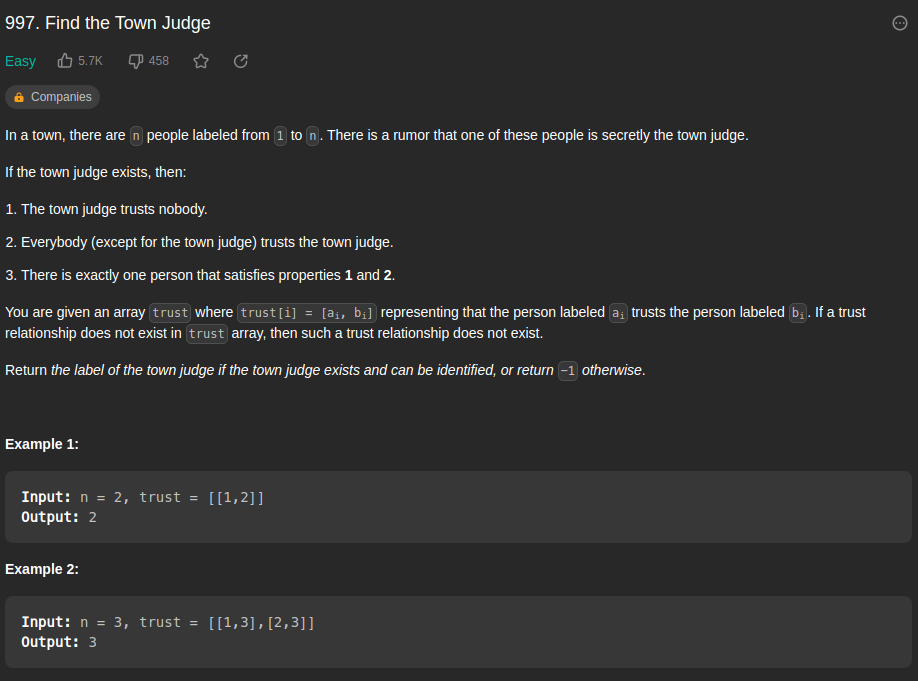 997. Find the Town Judge
Easy 5.7K 458
Companies
In a town, there are n people labeled from 1 to n. There is a rumor that one of these people is secretly the town judge.
If the town judge exists, then:
1. The town judge trusts nobody.
2. Everybody (except for the town judge) trusts the town judge.
3. There is exactly one person that satisfies properties 1 and 2.
You are given an array trust where trust[i] = [aᵢ, bᵢ] representing that the person labeled aᵢ trusts the person labeled bᵢ. If a trust
relationship does not exist in trust array, then such a trust relationship does not exist.
Return the label of the town judge if the town judge exists and can be identified, or return -1 otherwise.
Example 1:
Input: n = 2, trust = [[1,2]]
Output: 2
Example 2:
Input: n = 3, trust = [[1,3],[2,3]]
Output: 3